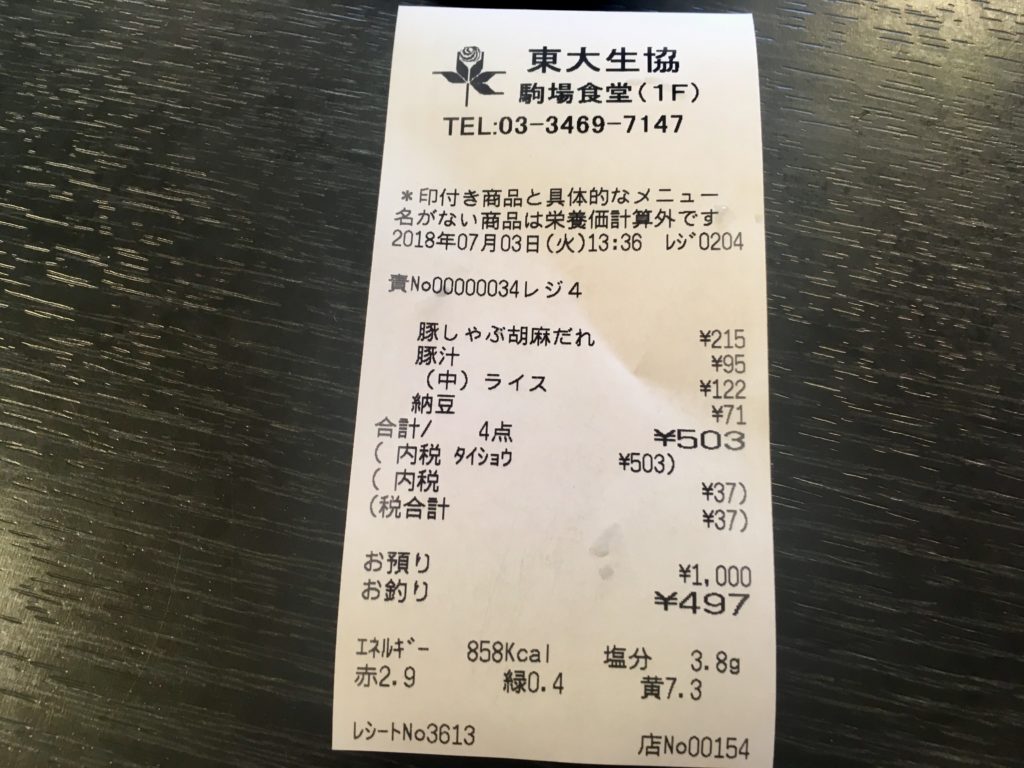 東大生協
駒場食堂(1F)
TEL:03-3469-7147
*印付き商品と具体的なメニュー
名がない商品は栄養価計算外です
2018年07月03日(火)13:36 ﾚｼﾞ0204
責No00000034レジ4
豚しゃぶ胡麻だれ ¥215
豚汁 ¥95
(中)ライス ¥122
納豆 ¥71
合計/ 4点 ¥503
( 内税 ﾀｲｼｮｳ ¥503)
( 内税 ¥37)
(税合計 ¥37)
お預り ¥1,000
お釣り ¥497
ｴﾈﾙｷﾞｰ 858Kcal 塩分 3.8g
赤2.9 緑0.4 黄7.3
ﾚｼｰﾄNo3613 店No00154